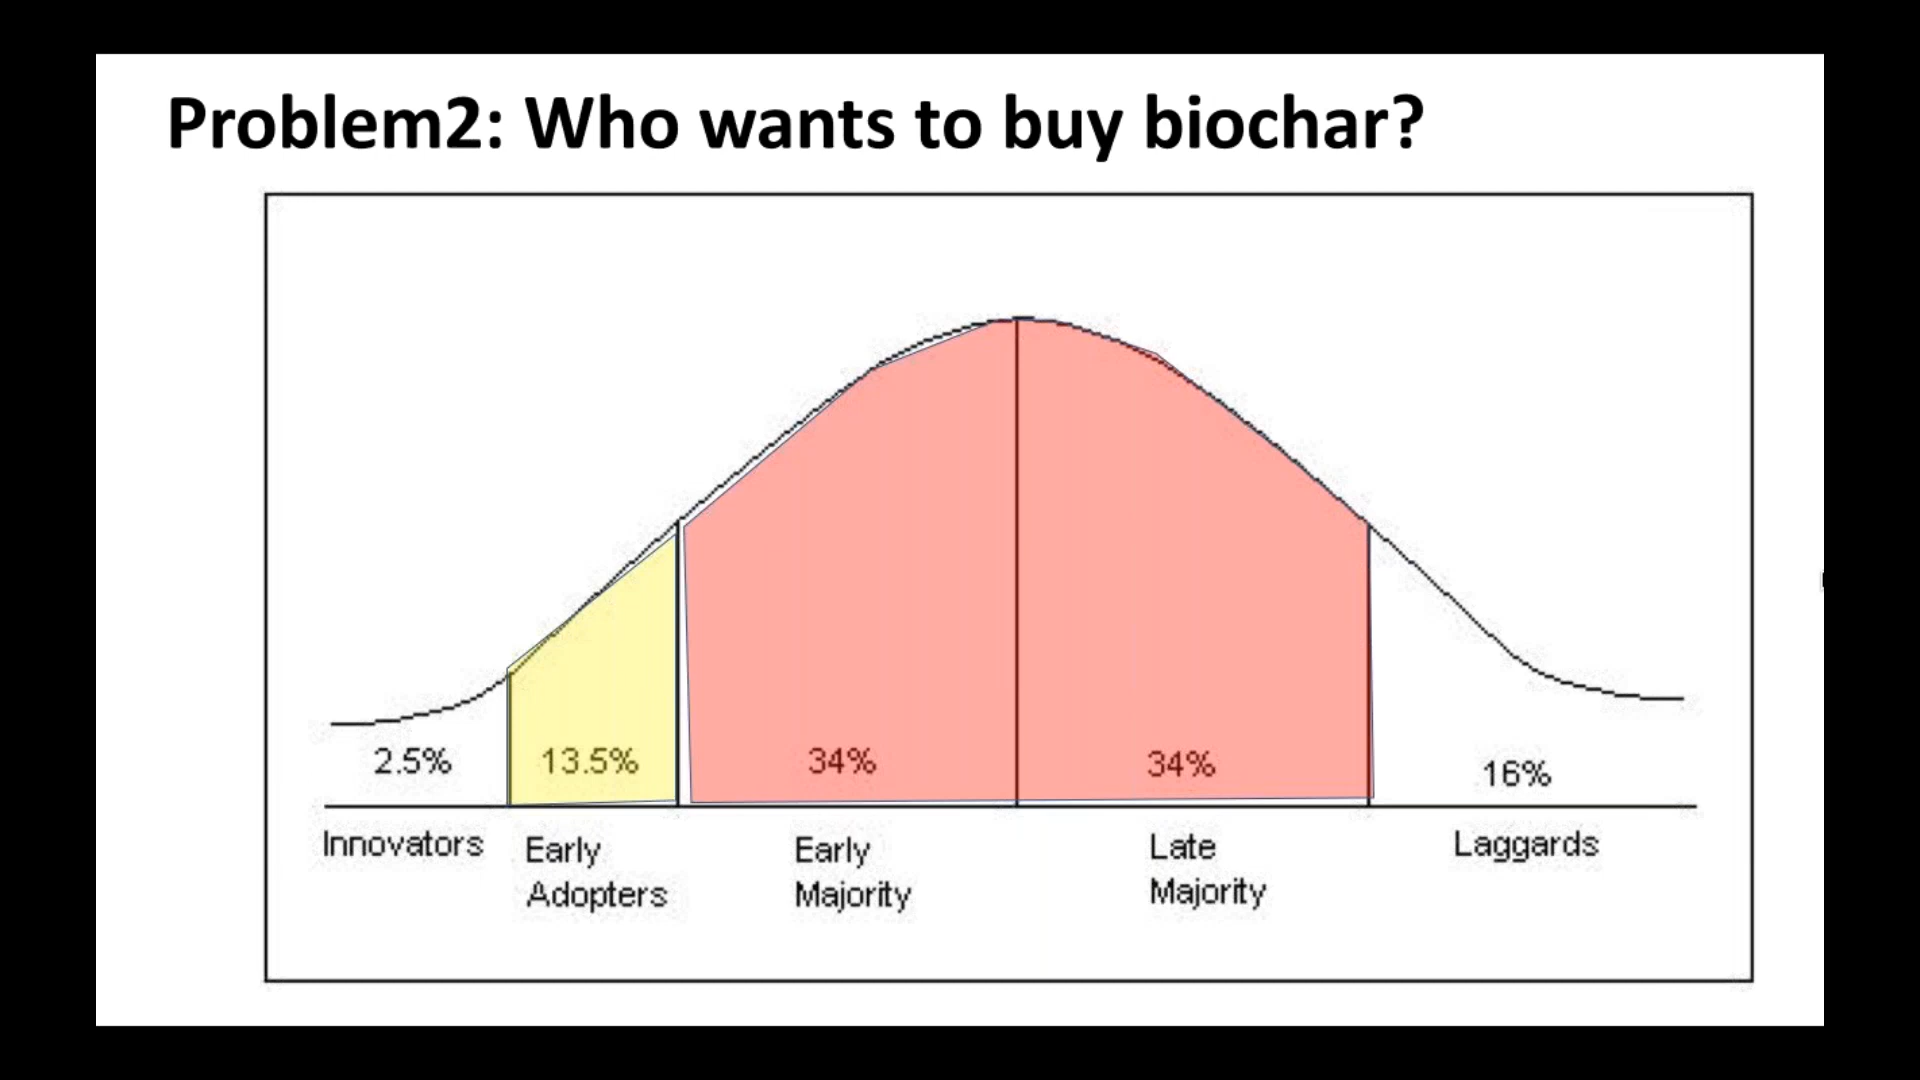 Problem2: Who wants to buy biochar?
2.5%
13.5%
34%
34%
16%
Innovators
Early
Adopters
Early
Majority
Late
Majority
Laggards